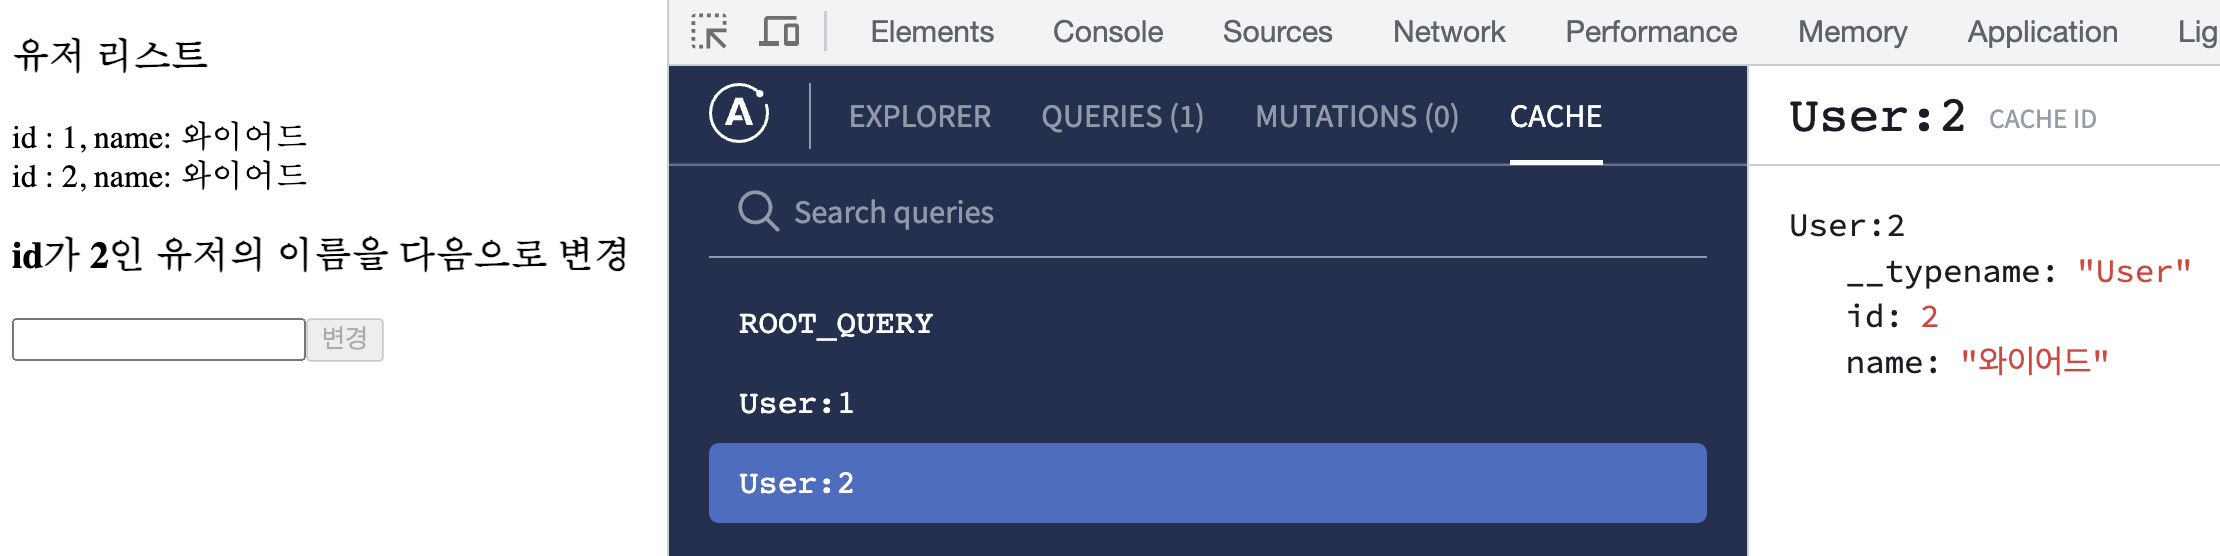 유저 리스트
id : 1, name: 와이어드
id : 2, name: 와이어드
id가 2인 유저의 이름을 다음으로 변경
변경
Elements Console Sources Network Performance Memory Application Lig
A EXPLORER QUERIES (1) MUTATIONS (0) CACHE
Search queries
ROOT_QUERY
User:1
User:2
User:2 CACHE ID
User:2
__typename: "User"
id: 2
name: "와이어드"